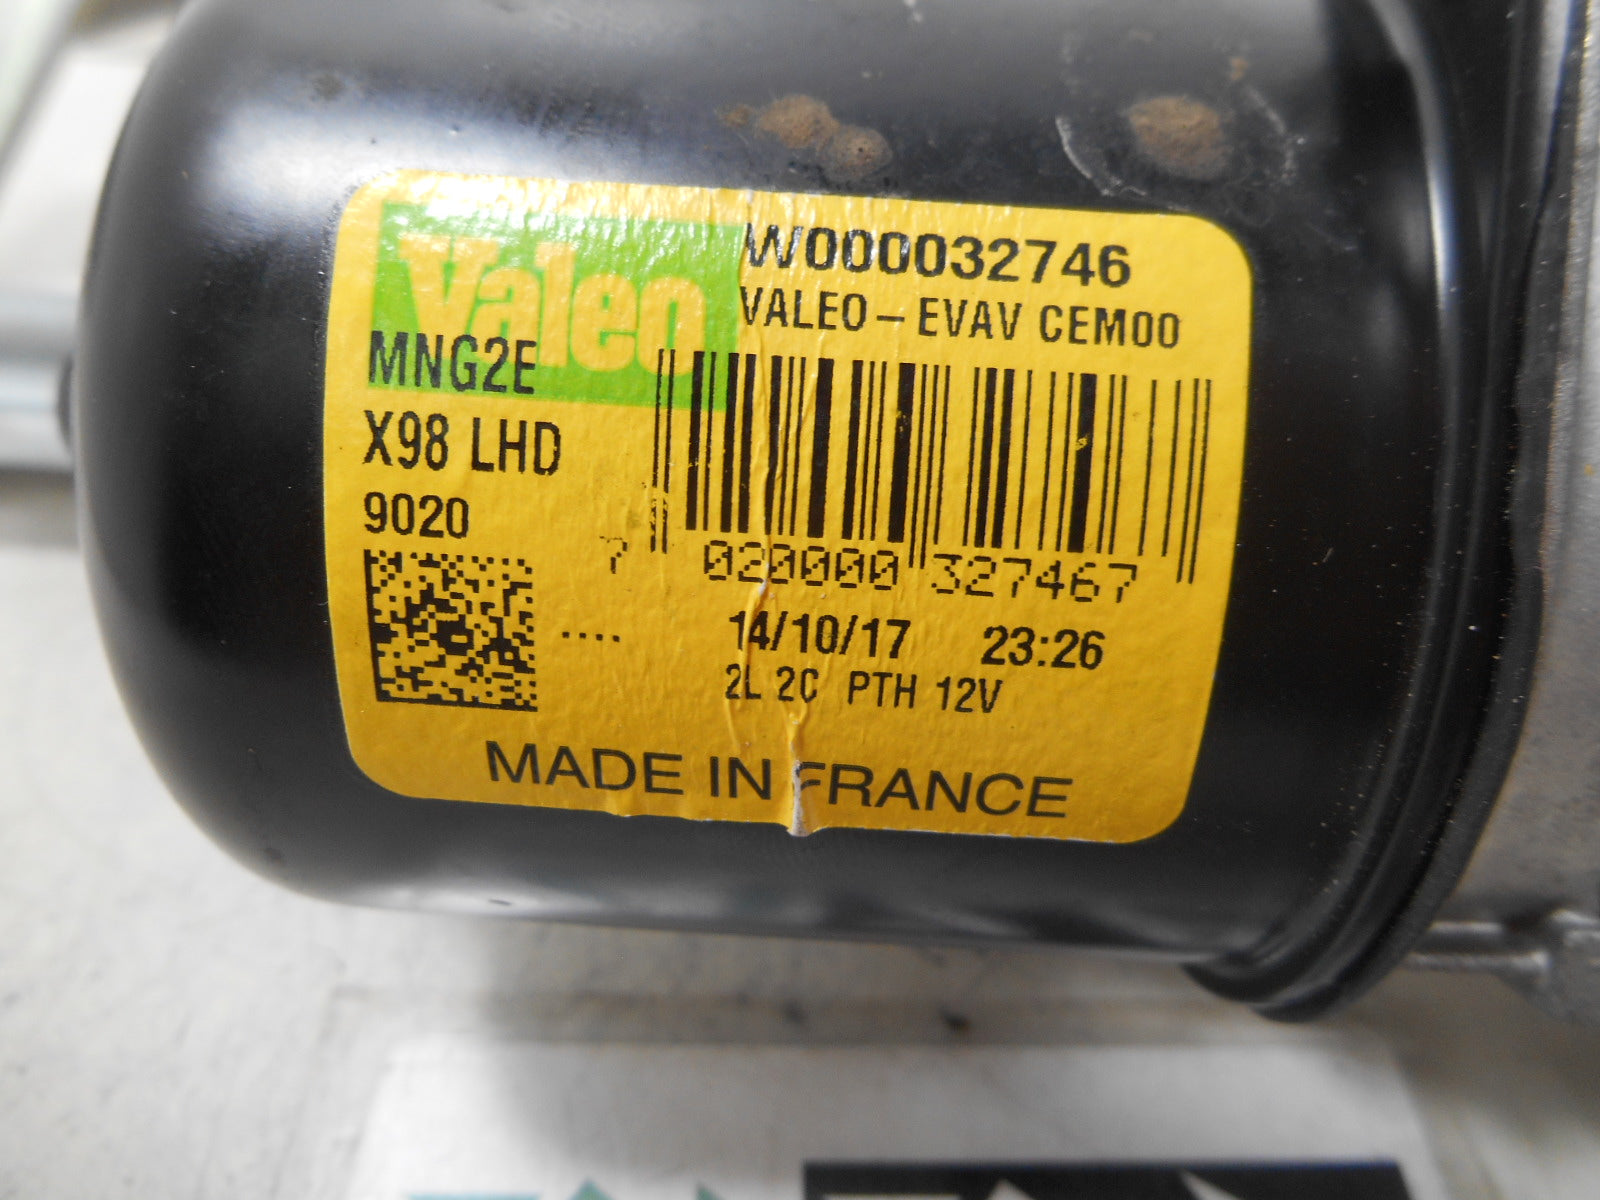 Valeo
W000032746
VALEO - EVAV CEM00
MNG2E
X98 LHD
9020
7 020000 327467
.... 14/10/17 23:26
2L 2C PTH 12V
MADE IN FRANCE